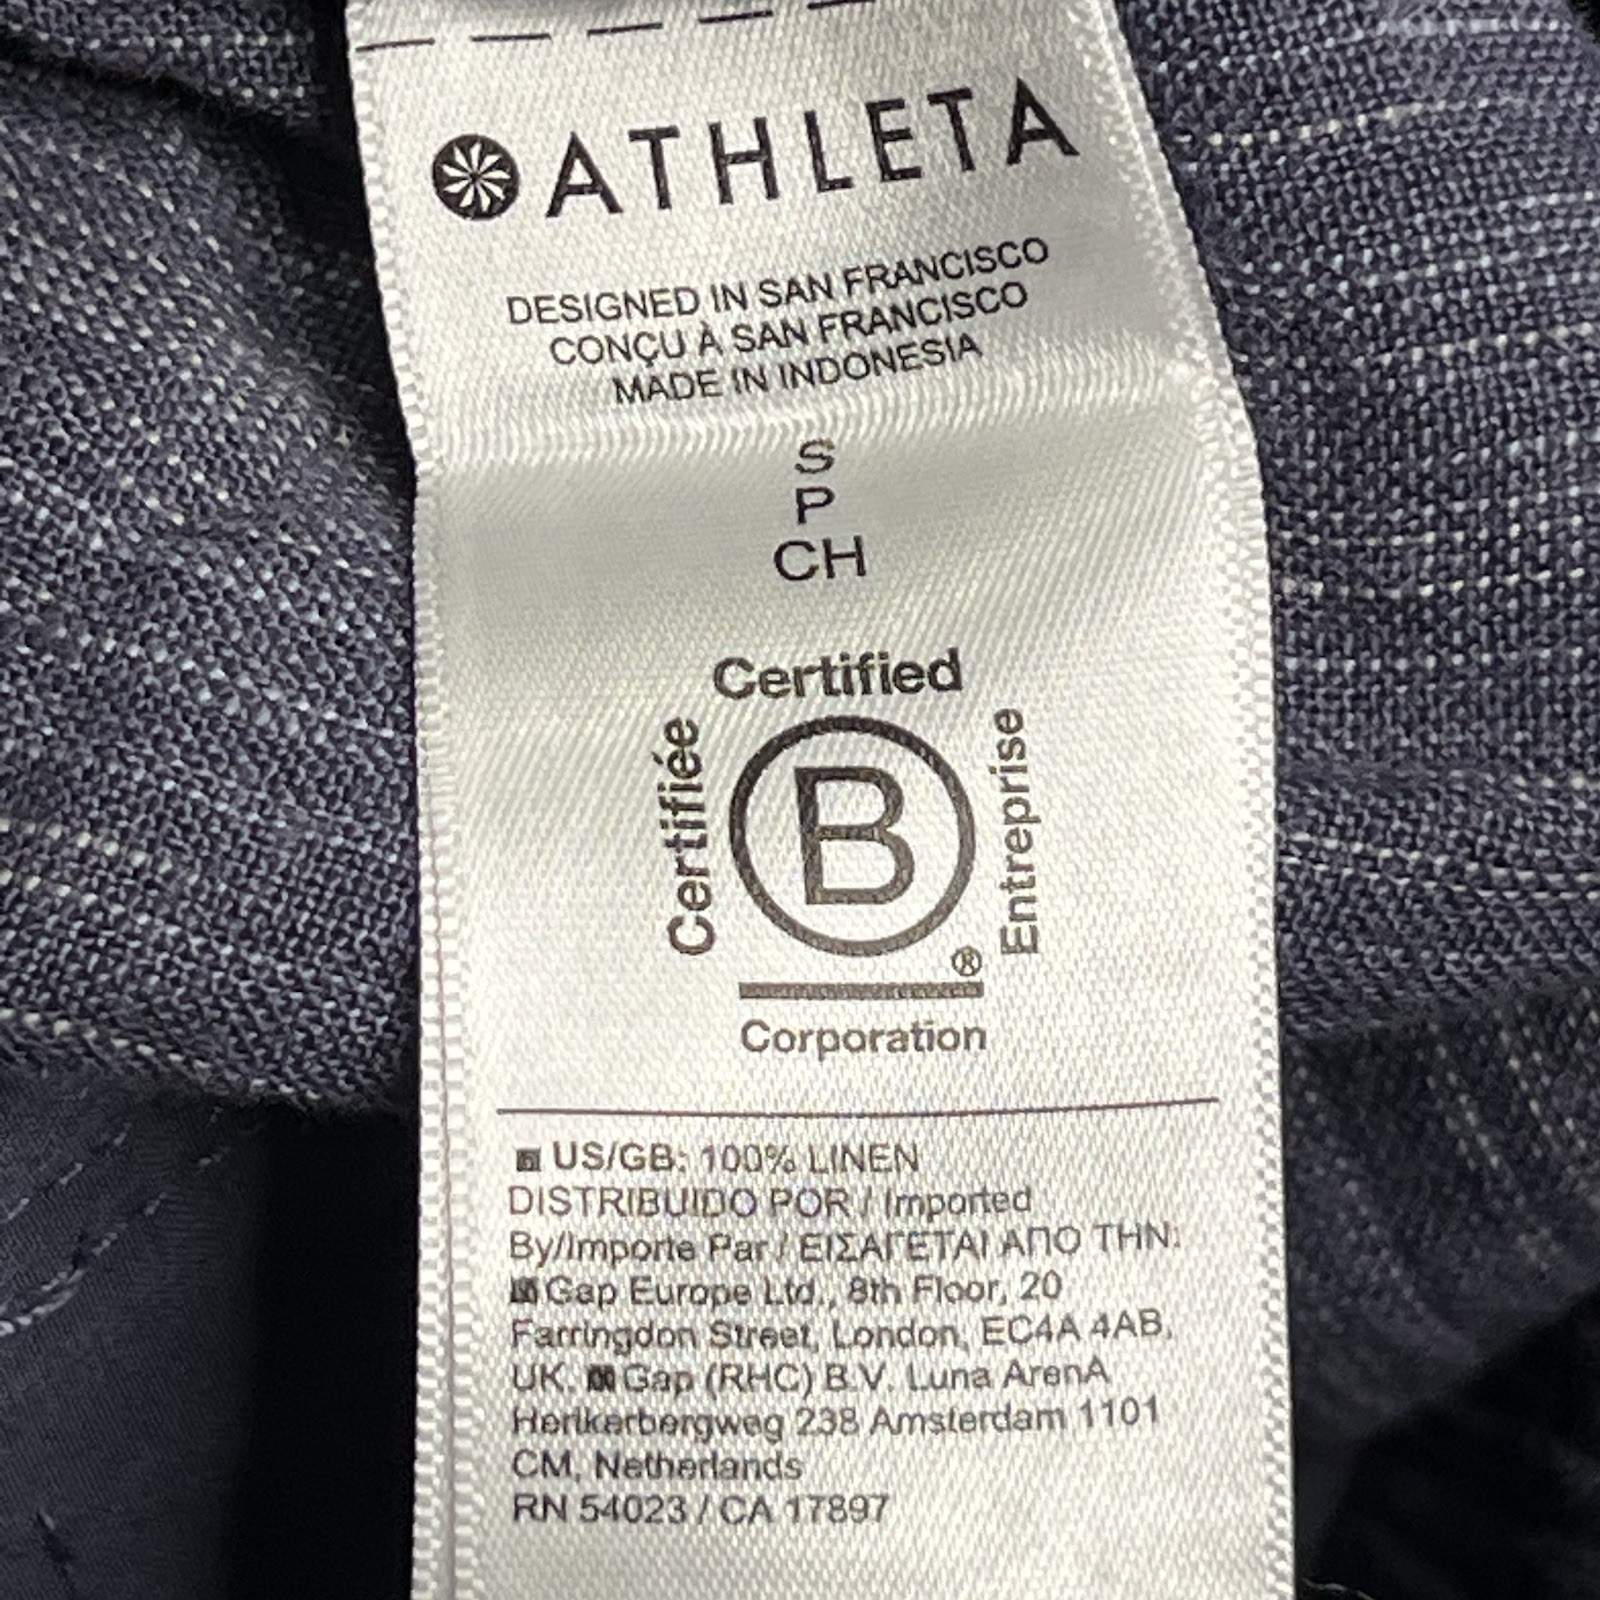 ATHLETA
DESIGNED IN SAN FRANCISCO
CONÇU À SAN FRANCISCO
MADE IN INDONESIA
S
P
CH
Certified
Certifiée
B
Entreprise
®
Corporation
US/GB: 100% LINEN
DISTRIBUIDO POR / Imported
By/Importe Par / ΕΙΣΑΓΕΤΑΙ ΑΠΟ ΤΗΝ:
Gap Europe Ltd., 8th Floor, 20
Farringdon Street, London, EC4A 4AB,
UK. Gap (RHC) B.V. Luna ArenA
Herikerbergweg 238 Amsterdam 1101
CM, Netherlands
RN 54023 / CA 17897